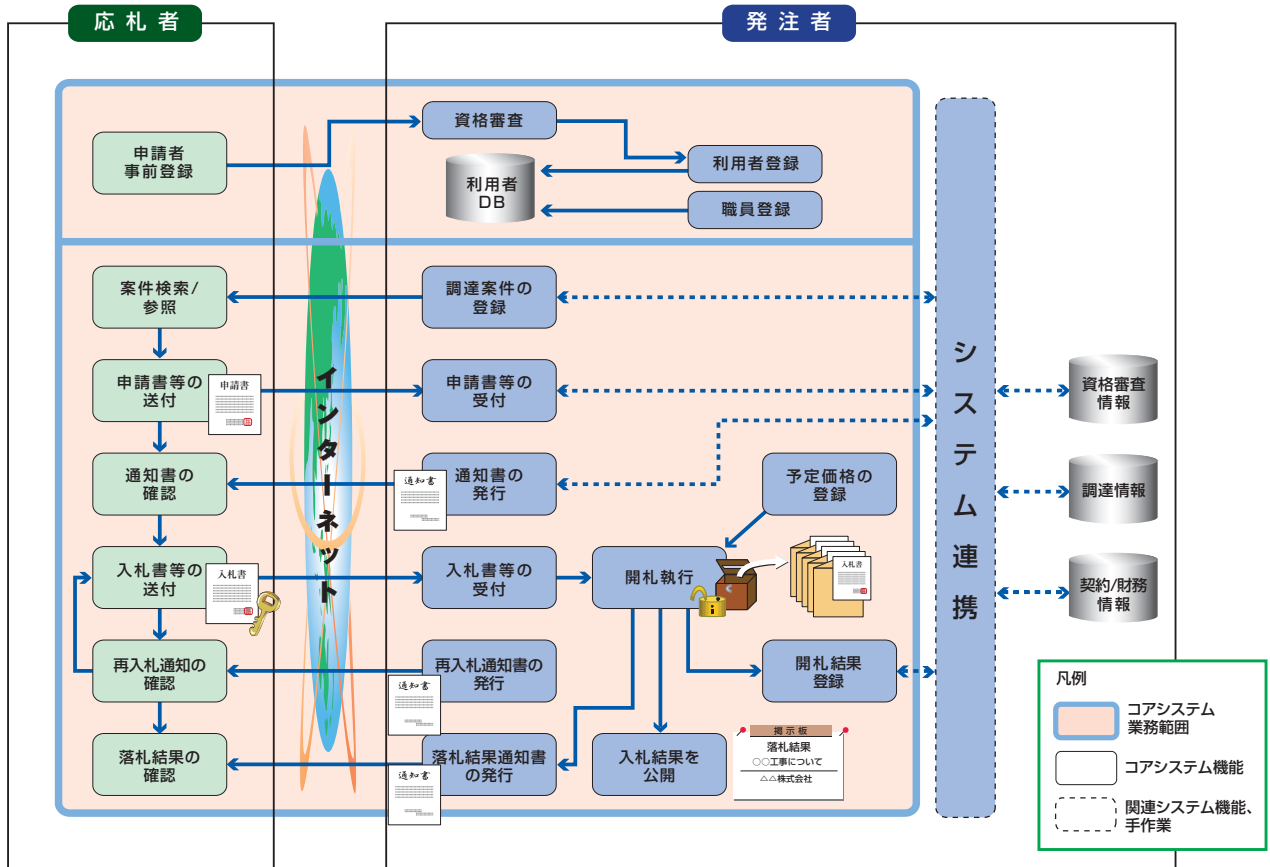 応札者
発注者
資格審査
申請者
事前登録
利用者登録
利用者
DB
職員登録
案件検索/
参照
調達案件の
登録
申請書等の
送付
申請書
申請書等の
受付
インターネット
システム連携
資格審査
情報
通知書の
確認
通知書
通知書の
発行
予定価格の
登録
調達情報
入札書等の
送付
入札書
入札書等の
受付
開札執行
入札書
契約/財務
情報
再入札通知の
確認
再入札通知書の
発行
通知書
開札結果
登録
落札結果の
確認
落札結果通知書
の発行
通知書
入札結果を
公開
掲示板
落札結果
○○工事について
△△株式会社
凡例
コアシステム
業務範囲
コアシステム機能
関連システム機能、
手作業